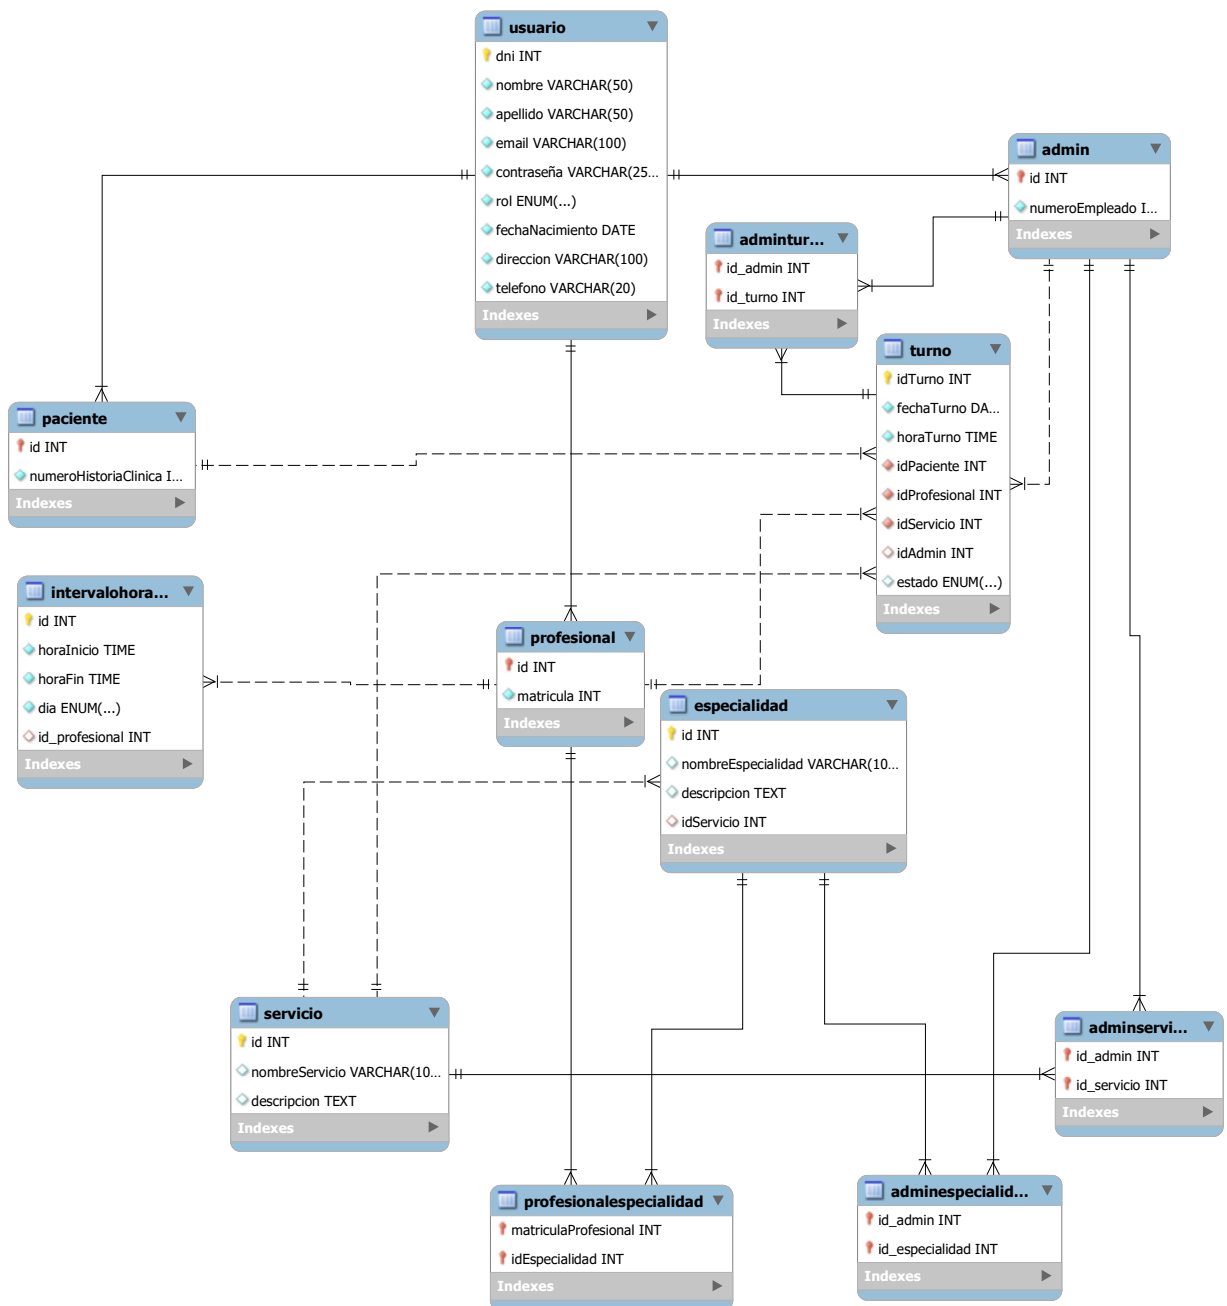 usuario
dni INT
nombre VARCHAR(50)
apellido VARCHAR(50)
email VARCHAR(100)
contraseña VARCHAR(25...
rol ENUM(...)
fechaNacimiento DATE
direccion VARCHAR(100)
telefono VARCHAR(20)
Indexes
admin
id INT
numeroEmpleado I...
Indexes
admintur...
id_admin INT
id_turno INT
Indexes
turno
idTurno INT
fechaTurno DA...
horaTurno TIME
idPaciente INT
idProfesional INT
idServicio INT
idAdmin INT
estado ENUM(...)
Indexes
paciente
id INT
numeroHistoriaClinica I...
Indexes
intervalohora...
id INT
horaInicio TIME
horaFin TIME
dia ENUM(...)
id_profesional INT
Indexes
profesional
id INT
matricula INT
Indexes
especialidad
id INT
nombreEspecialidad VARCHAR(10...
descripcion TEXT
idServicio INT
Indexes
servicio
id INT
nombreServicio VARCHAR(10...
descripcion TEXT
Indexes
adminservi...
id_admin INT
id_servicio INT
Indexes
profesionalespecialidad
matriculaProfesional INT
idEspecialidad INT
Indexes
adminespecialid...
id_admin INT
id_especialidad INT
Indexes